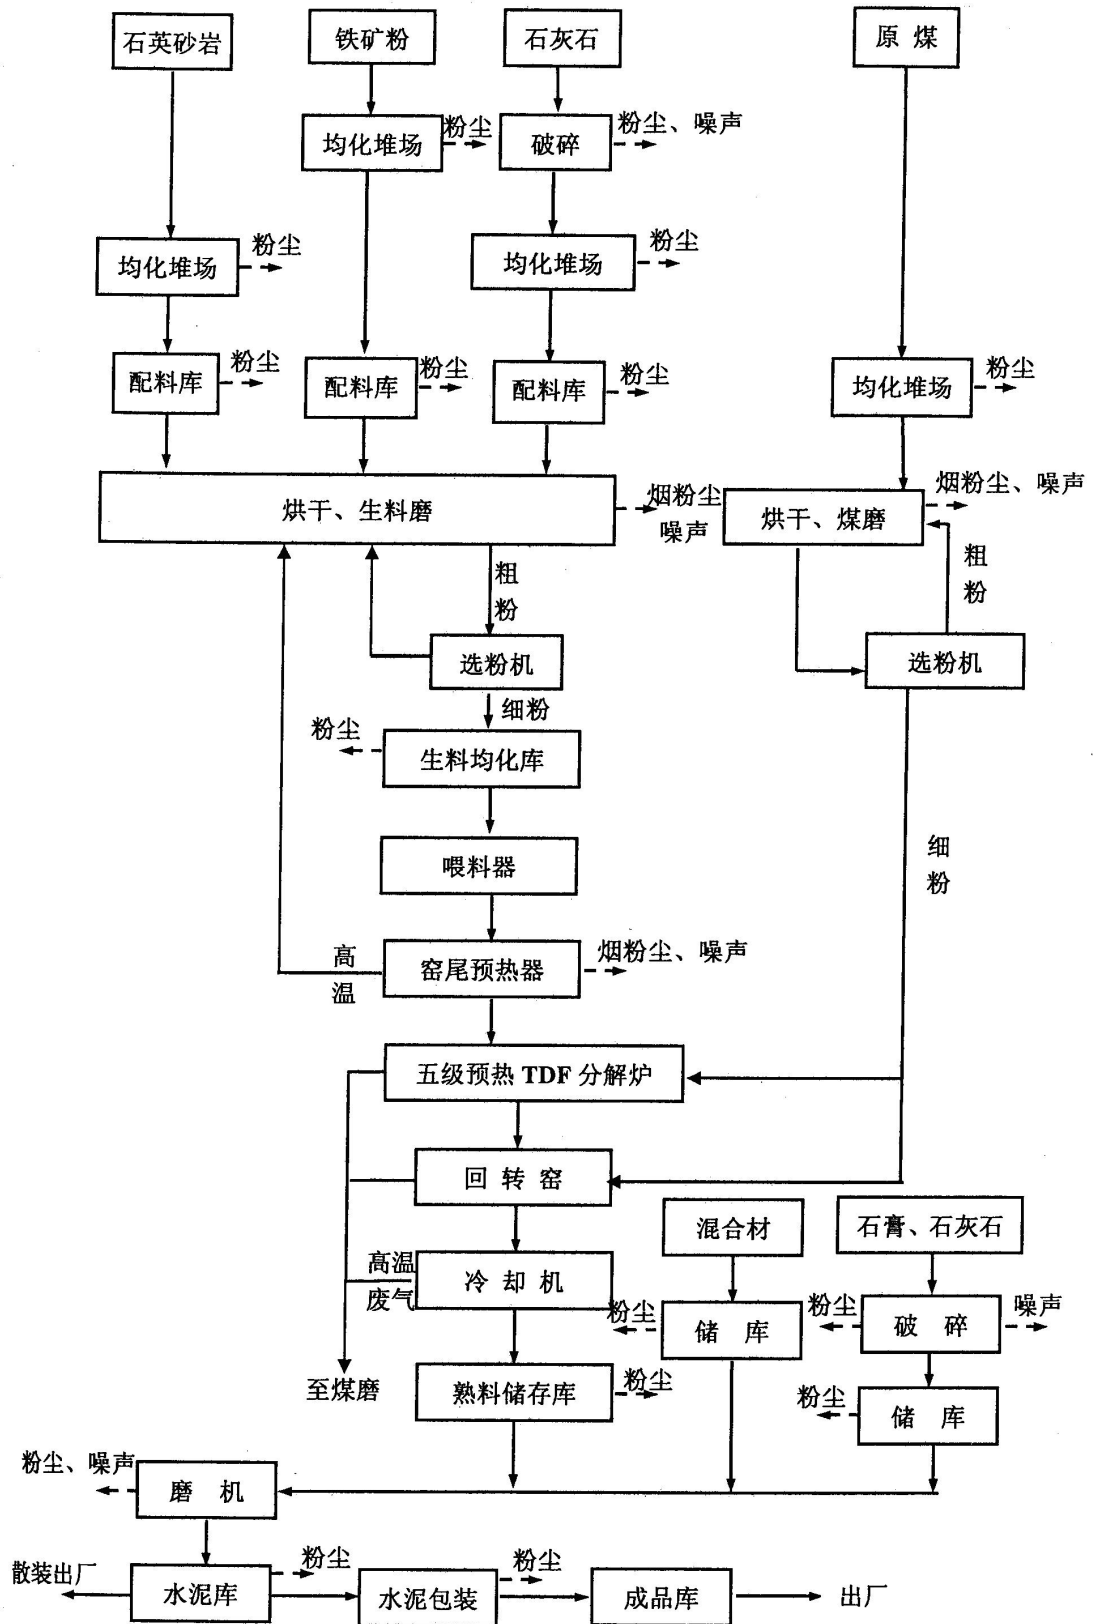 石英砂岩
铁矿粉
石灰石
原 煤
均化堆场
粉尘
破碎
粉尘、噪声
均化堆场
粉尘
均化堆场
粉尘
配料库
粉尘
配料库
粉尘
配料库
粉尘
均化堆场
粉尘
烘干、生料磨
烟粉尘
噪声
烘干、煤磨
烟粉尘、噪声
粗
粉
粗
粉
选粉机
选粉机
细粉
粉尘
生料均化库
喂料器
细
粉
高
温
窑尾预热器
烟粉尘、噪声
五级预热 TDF 分解炉
回 转 窑
混合材
石膏、石灰石
高温
废气
冷 却 机
粉尘
储 库
粉尘
破 碎
噪声
至煤磨
熟料储存库
粉尘
粉尘
储 库
粉尘、噪声
磨 机
散装出厂
水泥库
粉尘
水泥包装
粉尘
成品库
出厂